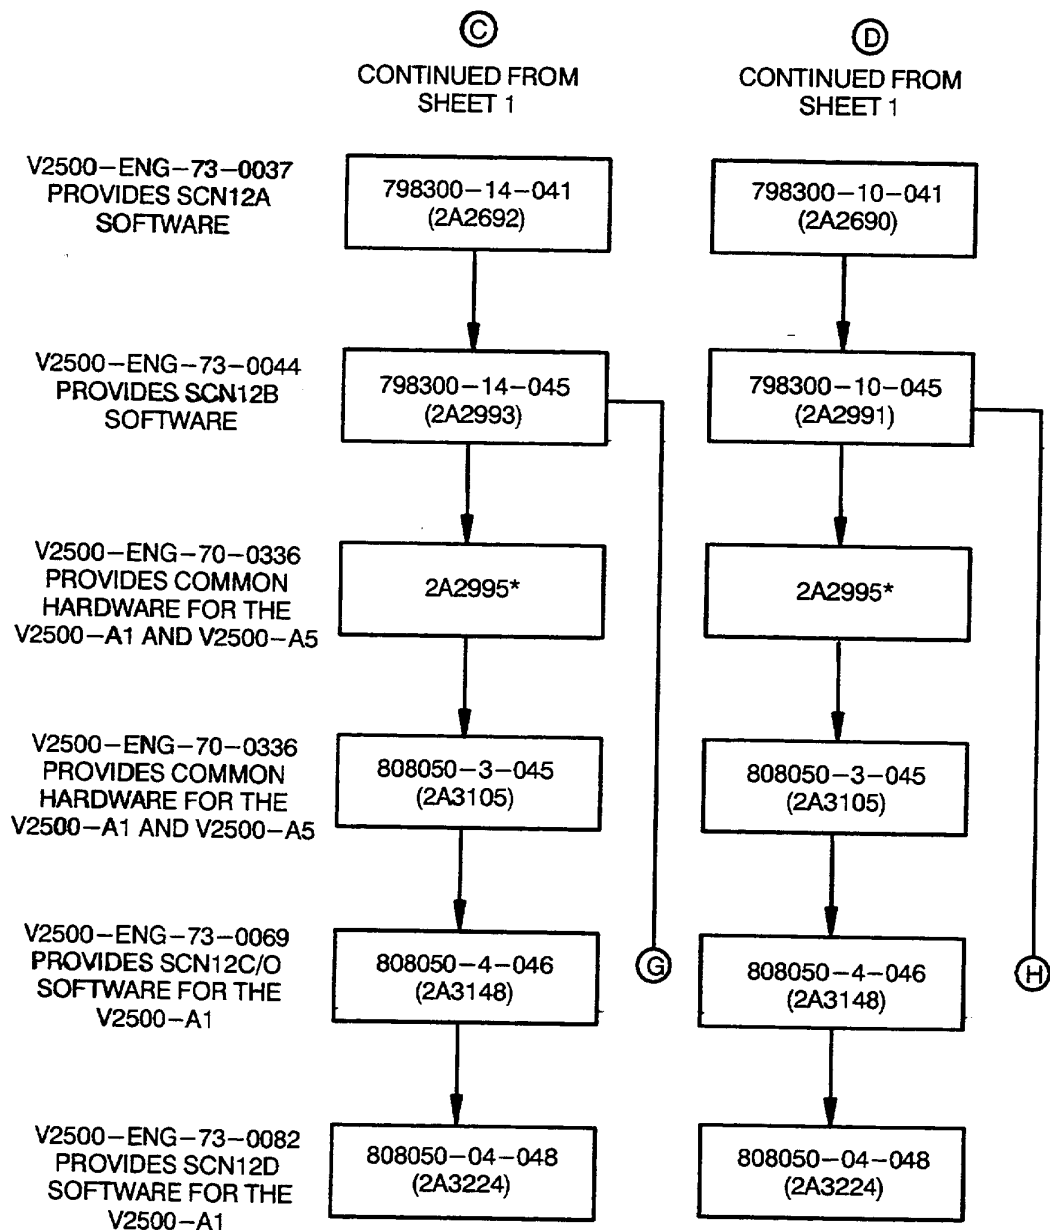 C
CONTINUED FROM
SHEET 1
D
CONTINUED FROM
SHEET 1
V2500-ENG-73-0037
PROVIDES SCN12A
SOFTWARE
798300-14-041
(2A2692)
798300-10-041
(2A2690)
V2500-ENG-73-0044
PROVIDES SCN12B
SOFTWARE
798300-14-045
(2A2993)
798300-10-045
(2A2991)
V2500-ENG-70-0336
PROVIDES COMMON
HARDWARE FOR THE
V2500-A1 AND V2500-A5
2A2995*
2A2995*
V2500-ENG-70-0336
PROVIDES COMMON
HARDWARE FOR THE
V2500-A1 AND V2500-A5
808050-3-045
(2A3105)
808050-3-045
(2A3105)
V2500-ENG-73-0069
PROVIDES SCN12C/O
SOFTWARE FOR THE
V2500-A1
808050-4-046
(2A3148)
G
808050-4-046
(2A3148)
H
V2500-ENG-73-0082
PROVIDES SCN12D
SOFTWARE FOR THE
V2500-A1
808050-04-048
(2A3224)
808050-04-048
(2A3224)